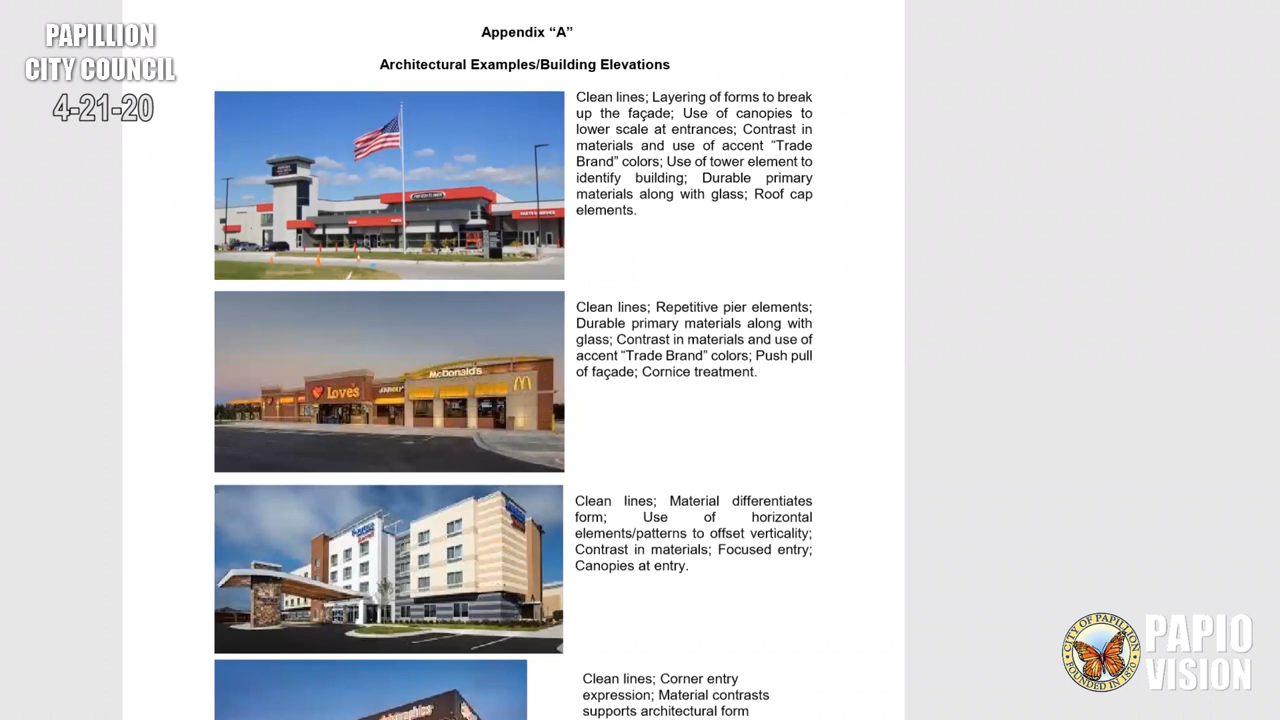 PAPILLION
CITY COUNCIL
4-21-20
Appendix “A”
Architectural Examples/Building Elevations
Clean lines; Layering of forms to break
up the façade; Use of canopies to
lower scale at entrances; Contrast in
materials and use of accent “Trade
Brand” colors; Use of tower element to
identify building; Durable primary
materials along with glass; Roof cap
elements.
Clean lines; Repetitive pier elements;
Durable primary materials along with
glass; Contrast in materials and use of
accent “Trade Brand” colors; Push pull
of façade; Cornice treatment.
McDonald's
Love's
Clean lines; Material differentiates
form; Use of horizontal
elements/patterns to offset verticality;
Contrast in materials; Focused entry;
Canopies at entry.
Clean lines; Corner entry
expression; Material contrasts
supports architectural form
CITY OF PAPILLION
FOUNDED IN 1870
PAPIO
VISION